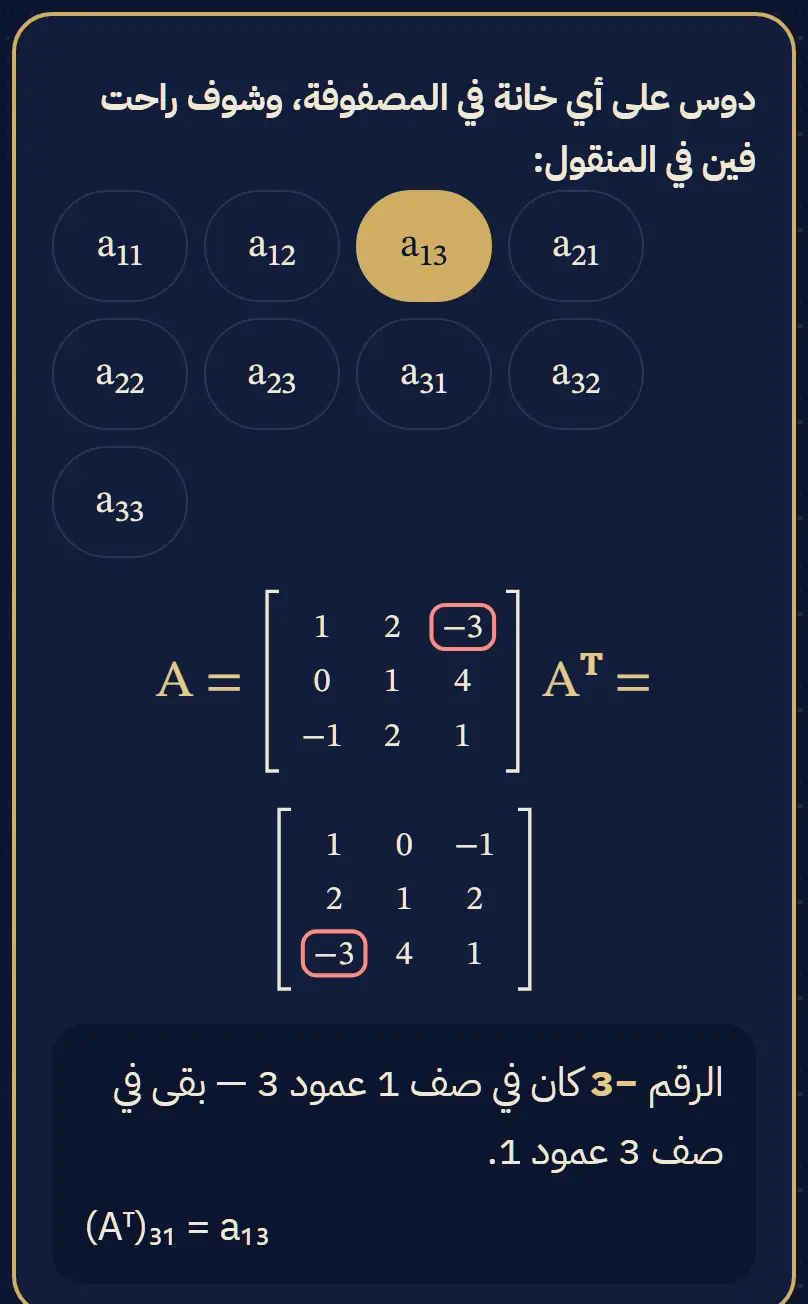 دوس على أي خانة في المصفوفة، وشوف راحت
فين في المنقول:
a₁₁ a₁₂ a₁₃ a₂₁
a₂₂ a₂₃ a₃₁ a₃₂
a₃₃
1 2 −3
A = 0 1 4 Aᵀ =
−1 2 1
1 0 −1
2 1 2
−3 4 1
الرقم −3 كان في صف 1 عمود 3 — بقى في
صف 3 عمود 1.
(Aᵀ)₃₁ = a₁₃